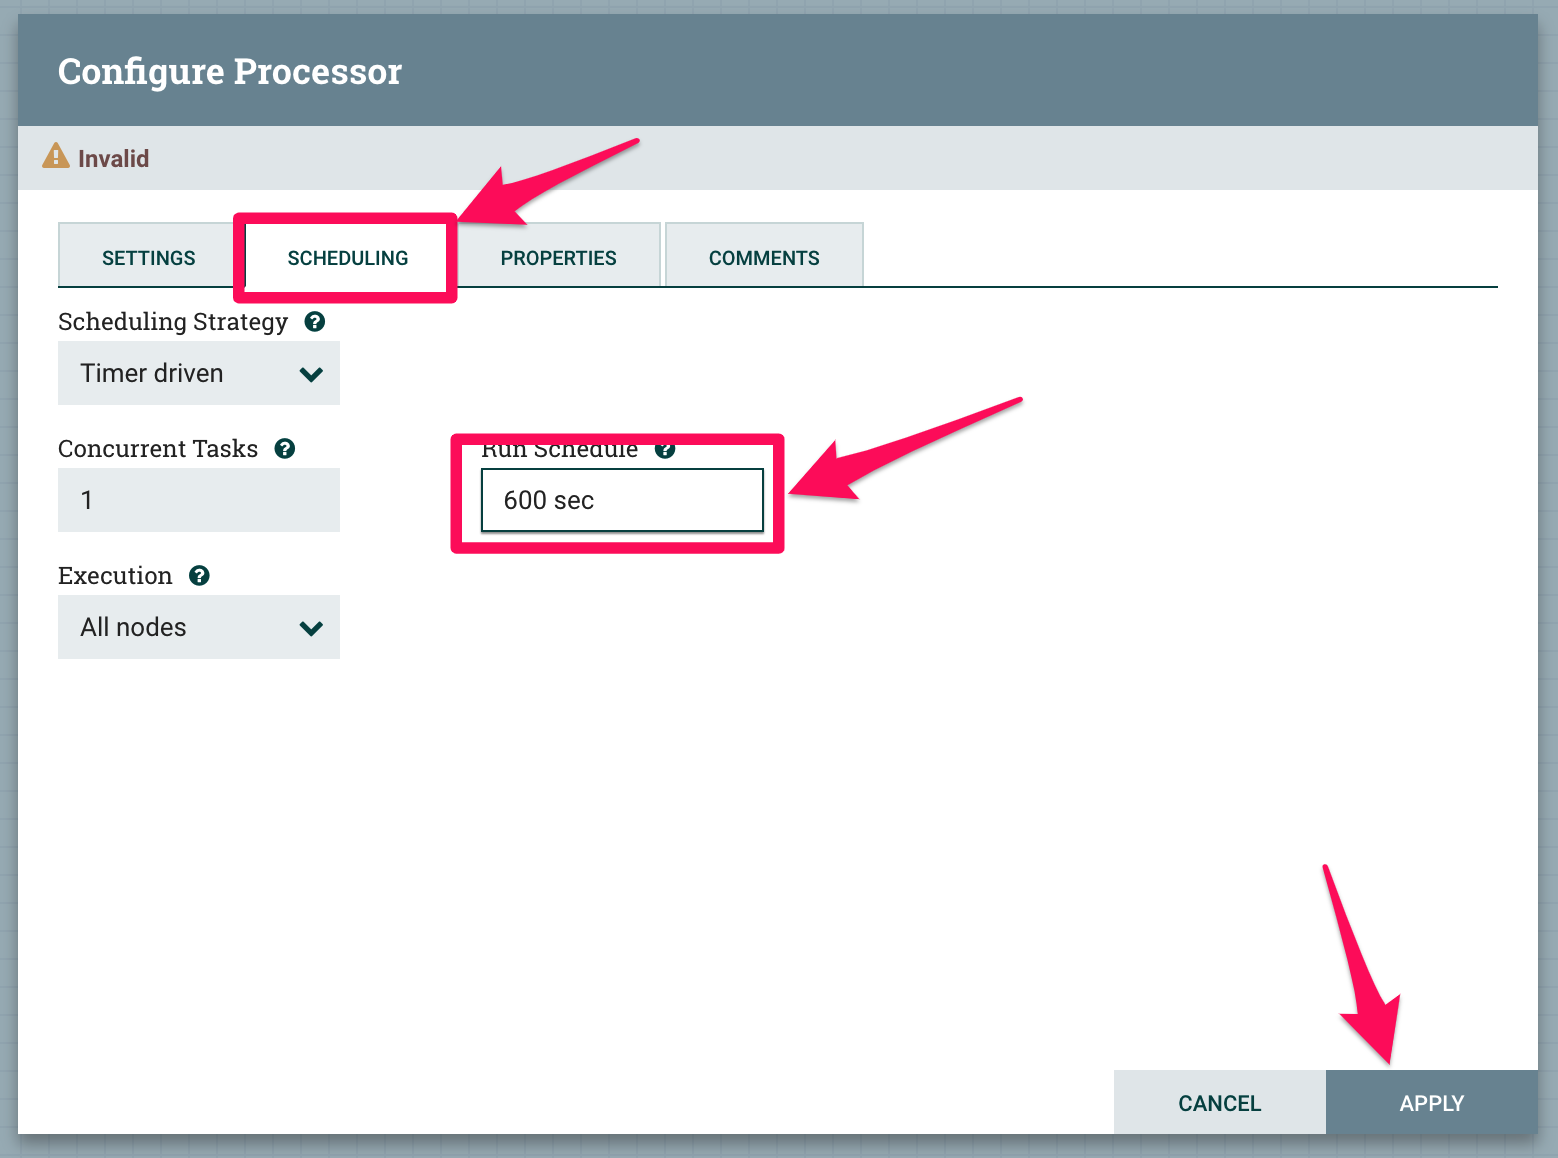 Configure Processor
Invalid
SETTINGS
SCHEDULING
PROPERTIES
COMMENTS
Scheduling Strategy
Timer driven
Concurrent Tasks
Run Schedule
1
600 sec
Execution
All nodes
CANCEL
APPLY